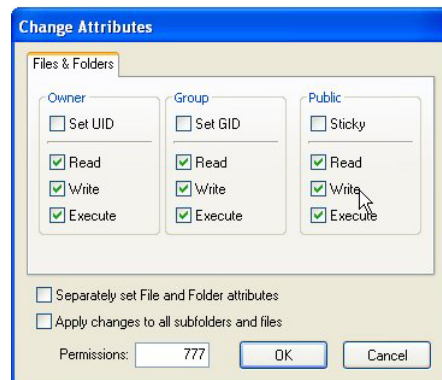 Change Attributes
Files & Folders
Owner Group Public
Set UID Set GID Sticky
Read Read Read
Write Write Write
Execute Execute Execute
Separately set File and Folder attributes
Apply changes to all subfolders and files
Permissions: 777 OK Cancel